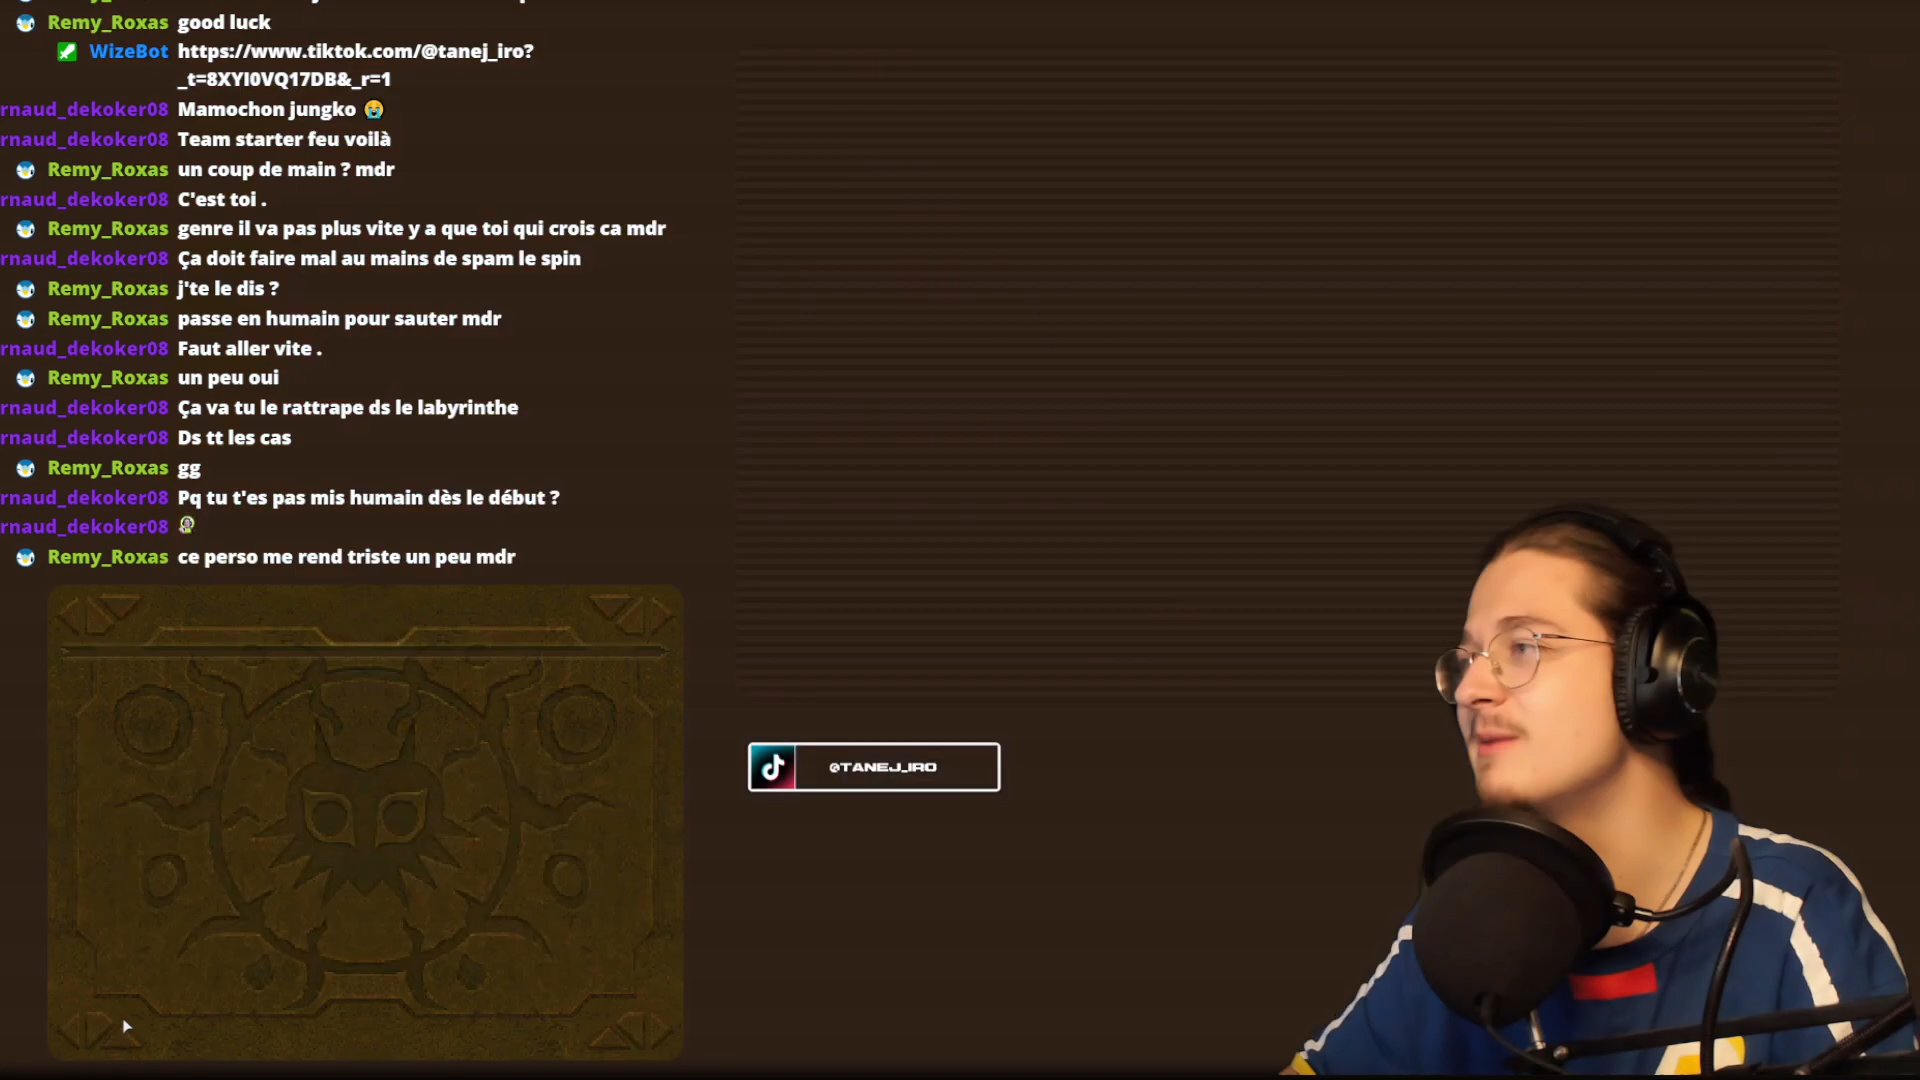 Remy_Roxas good luck
WizeBot https://www.tiktok.com/@tanej_iro?
_t=8XYI0VQ17DB&_r=1
rnaud_dekoker08 Mamochon jungko 😭
rnaud_dekoker08 Team starter feu voilà
Remy_Roxas un coup de main ? mdr
rnaud_dekoker08 C'est toi .
Remy_Roxas genre il va pas plus vite y a que toi qui crois ca mdr
rnaud_dekoker08 Ça doit faire mal au mains de spam le spin
Remy_Roxas j'te le dis ?
Remy_Roxas passe en humain pour sauter mdr
rnaud_dekoker08 Faut aller vite .
Remy_Roxas un peu oui
rnaud_dekoker08 Ça va tu le rattrape ds le labyrinthe
rnaud_dekoker08 Ds tt les cas
Remy_Roxas gg
rnaud_dekoker08 Pq tu t'es pas mis humain dès le début ?
rnaud_dekoker08
Remy_Roxas ce perso me rend triste un peu mdr
@TANEJ_IRO